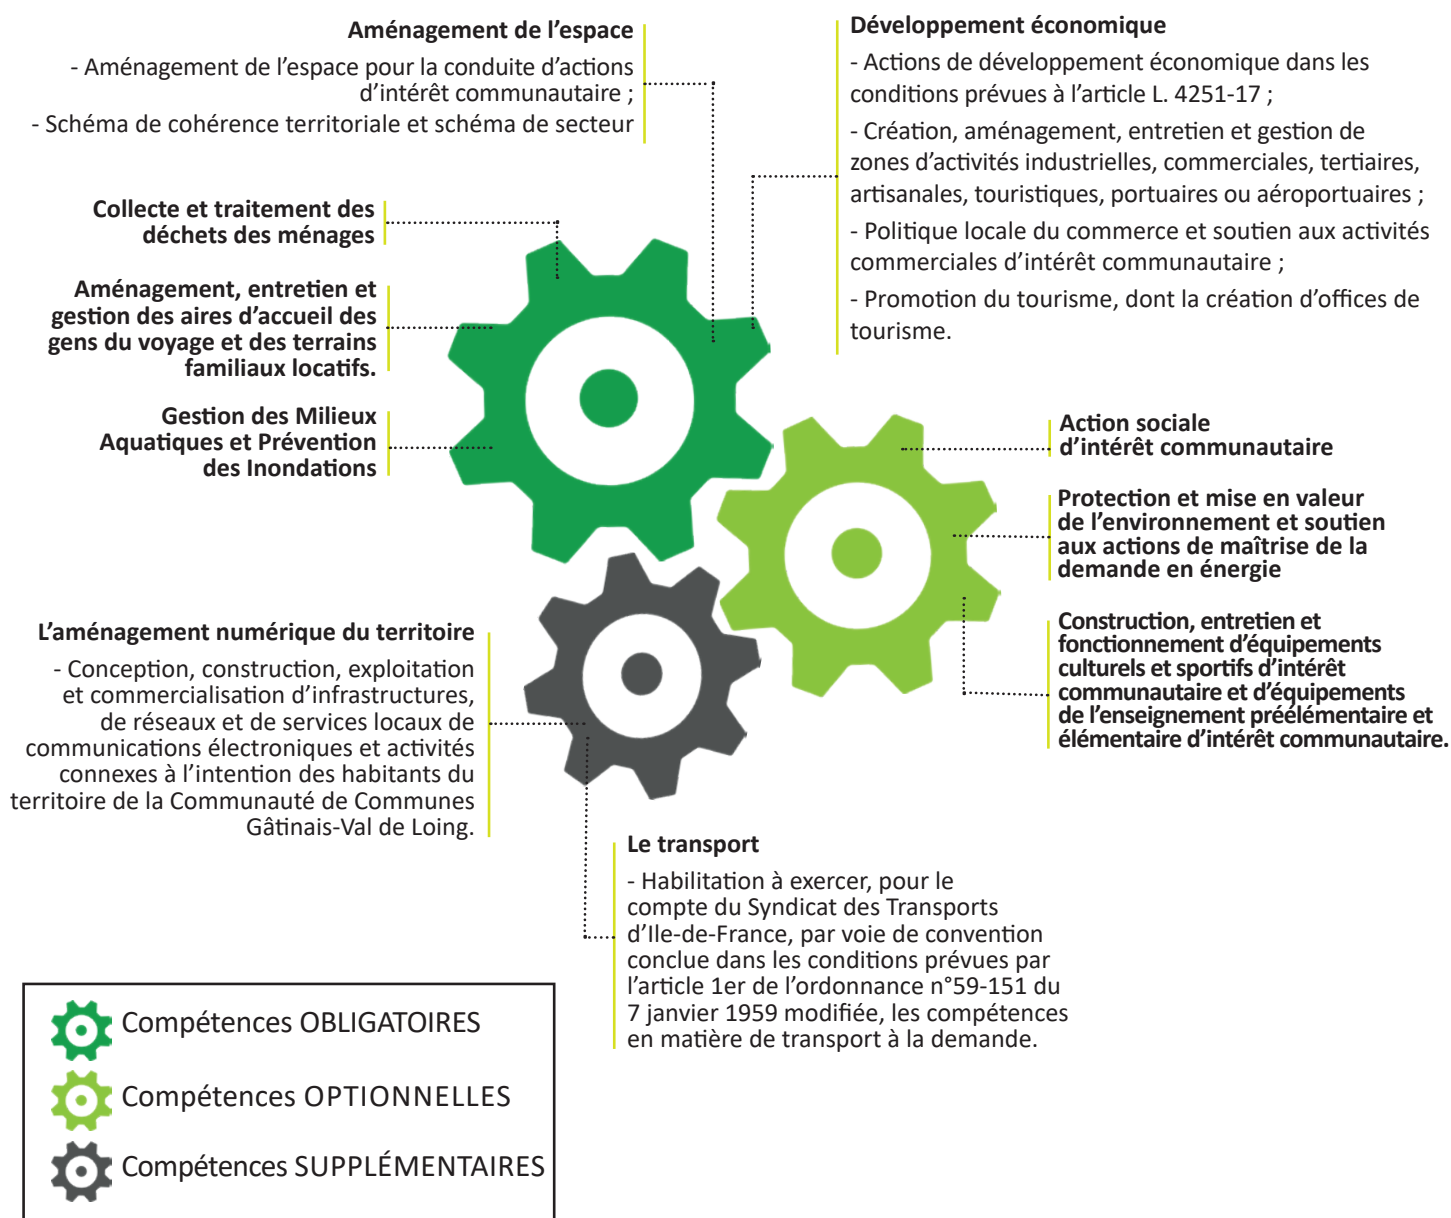 Aménagement de l'espace
- Aménagement de l'espace pour la conduite d'actions
d'intérêt communautaire ;
- Schéma de cohérence territoriale et schéma de secteur
Développement économique
- Actions de développement économique dans les
conditions prévues à l'article L. 4251-17 ;
- Création, aménagement, entretien et gestion de
zones d'activités industrielles, commerciales, tertiaires,
artisanales, touristiques, portuaires ou aéroportuaires ;
- Politique locale du commerce et soutien aux activités
commerciales d'intérêt communautaire ;
- Promotion du tourisme, dont la création d'offices de
tourisme.
Collecte et traitement des
déchets des ménages
Aménagement, entretien et
gestion des aires d'accueil des
gens du voyage et des terrains
familiaux locatifs.
Gestion des Milieux
Aquatiques et Prévention
des Inondations
Action sociale
d'intérêt communautaire
Protection et mise en valeur
de l'environnement et soutien
aux actions de maîtrise de la
demande en énergie
Construction, entretien et
fonctionnement d'équipements
culturels et sportifs d'intérêt
communautaire et d'équipements
de l'enseignement préélémentaire et
élémentaire d'intérêt communautaire.
L'aménagement numérique du territoire
- Conception, construction, exploitation
et commercialisation d'infrastructures,
de réseaux et de services locaux de
communications électroniques et activités
connexes à l'intention des habitants du
territoire de la Communauté de Communes
Gâtinais-Val de Loing.
Le transport
- Habilitation à exercer, pour le
compte du Syndicat des Transports
d'Ile-de-France, par voie de convention
conclue dans les conditions prévues par
l'article 1er de l'ordonnance n°59-151 du
7 janvier 1959 modifiée, les compétences
en matière de transport à la demande.
Compétences OBLIGATOIRES
Compétences OPTIONNELLES
Compétences SUPPLÉMENTAIRES